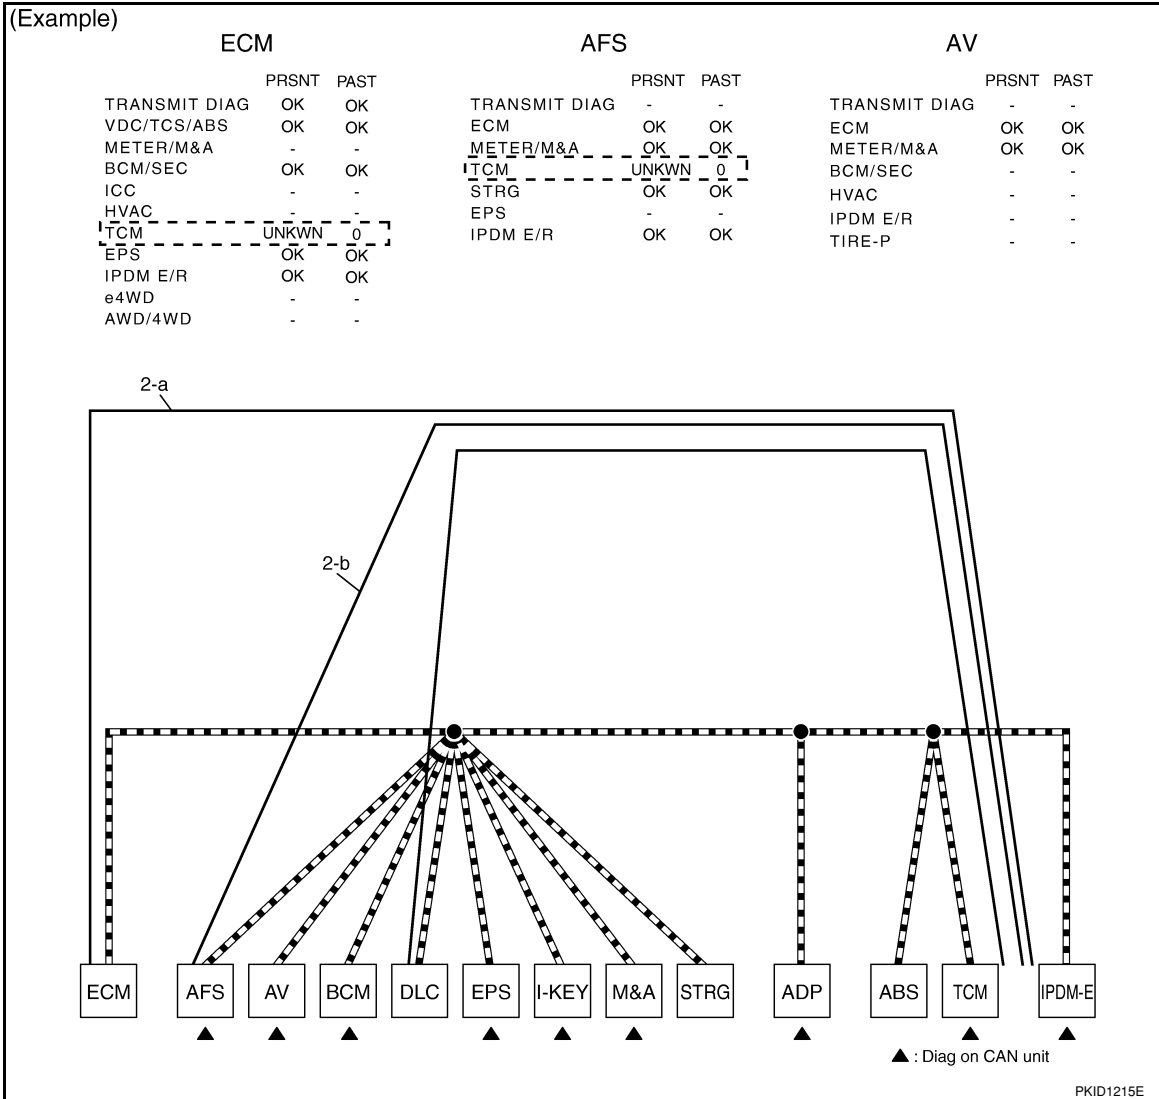 (Example)
ECM AFS AV
PRSNT PAST
TRANSMIT DIAG OK OK
VDC/TCS/ABS OK OK
METER/M&A - -
BCM/SEC OK OK
ICC - -
HVAC - -
TCM UNKWN 0
EPS OK OK
IPDM E/R OK OK
e4WD - -
AWD/4WD - -
PRSNT PAST
TRANSMIT DIAG - -
ECM OK OK
METER/M&A OK OK
TCM UNKWN 0
STRG OK OK
EPS - -
IPDM E/R OK OK
PRSNT PAST
TRANSMIT DIAG - -
ECM OK OK
METER/M&A OK OK
BCM/SEC - -
HVAC - -
IPDM E/R - -
TIRE-P - -
2-a
2-b
ECM AFS AV BCM DLC EPS I-KEY M&A STRG ADP ABS TCM IPDM-E
▲ : Diag on CAN unit
PKID1215E